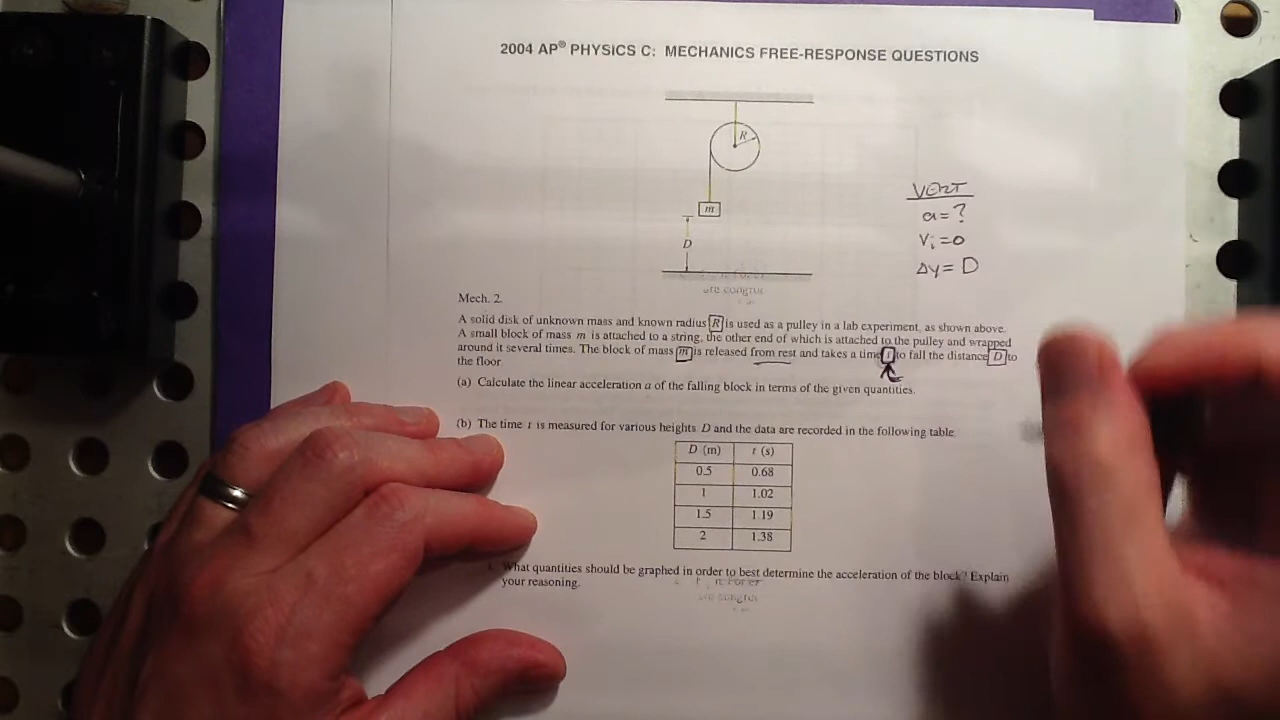 2004 AP® PHYSICS C: MECHANICS FREE-RESPONSE QUESTIONS
R
m
D
VERT
a = ?
Vi = 0
Δy = D
are congrue
Mech. 2.
A solid disk of unknown mass and known radius R is used as a pulley in a lab experiment, as shown above.
A small block of mass m is attached to a string, the other end of which is attached to the pulley and wrapped
around it several times. The block of mass m is released from rest and takes a time t to fall the distance D to
the floor.
(a) Calculate the linear acceleration a of the falling block in terms of the given quantities.
(b) The time t is measured for various heights D and the data are recorded in the following table.
D (m) t (s)
0.5 0.68
1 1.02
1.5 1.19
2 1.38
What quantities should be graphed in order to best determine the acceleration of the block? Explain
your reasoning.